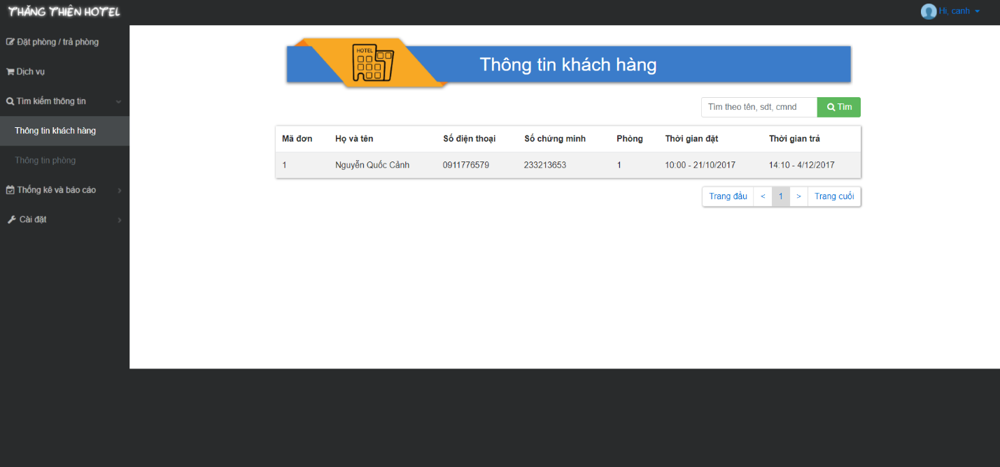 THĂNG THIÊN HOTEL
Hi, canh
Đặt phòng / trả phòng
Dịch vụ
Tìm kiếm thông tin
Thông tin khách hàng
Thông tin phòng
Thống kê và báo cáo
Cài đặt
HOTEL
Thông tin khách hàng
Tìm theo tên, sdt, cmnd
Tìm
Mã đơn Họ và tên Số điện thoại Số chứng minh Phòng Thời gian đặt Thời gian trả
1 Nguyễn Quốc Cảnh 0911776579 233213653 1 10:00 - 21/10/2017 14:10 - 4/12/2017
Trang đầu < 1 > Trang cuối